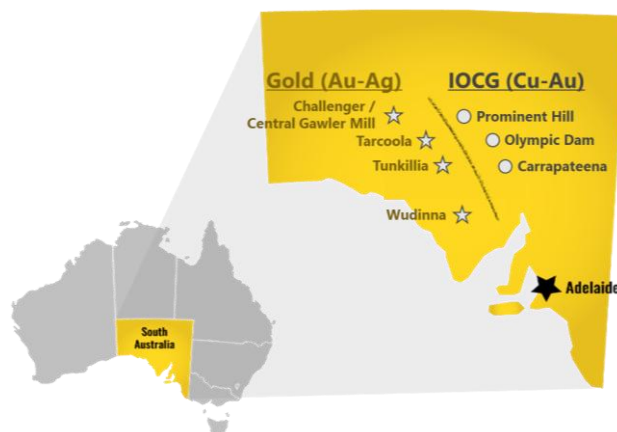 Gold (Au-Ag)
IOCG (Cu-Au)
Challenger /
Central Gawler Mill
Prominent Hill
Tarcoola
Olympic Dam
Tunkillia
Carrapateena
Wudinna
Adelaide
South
Australia